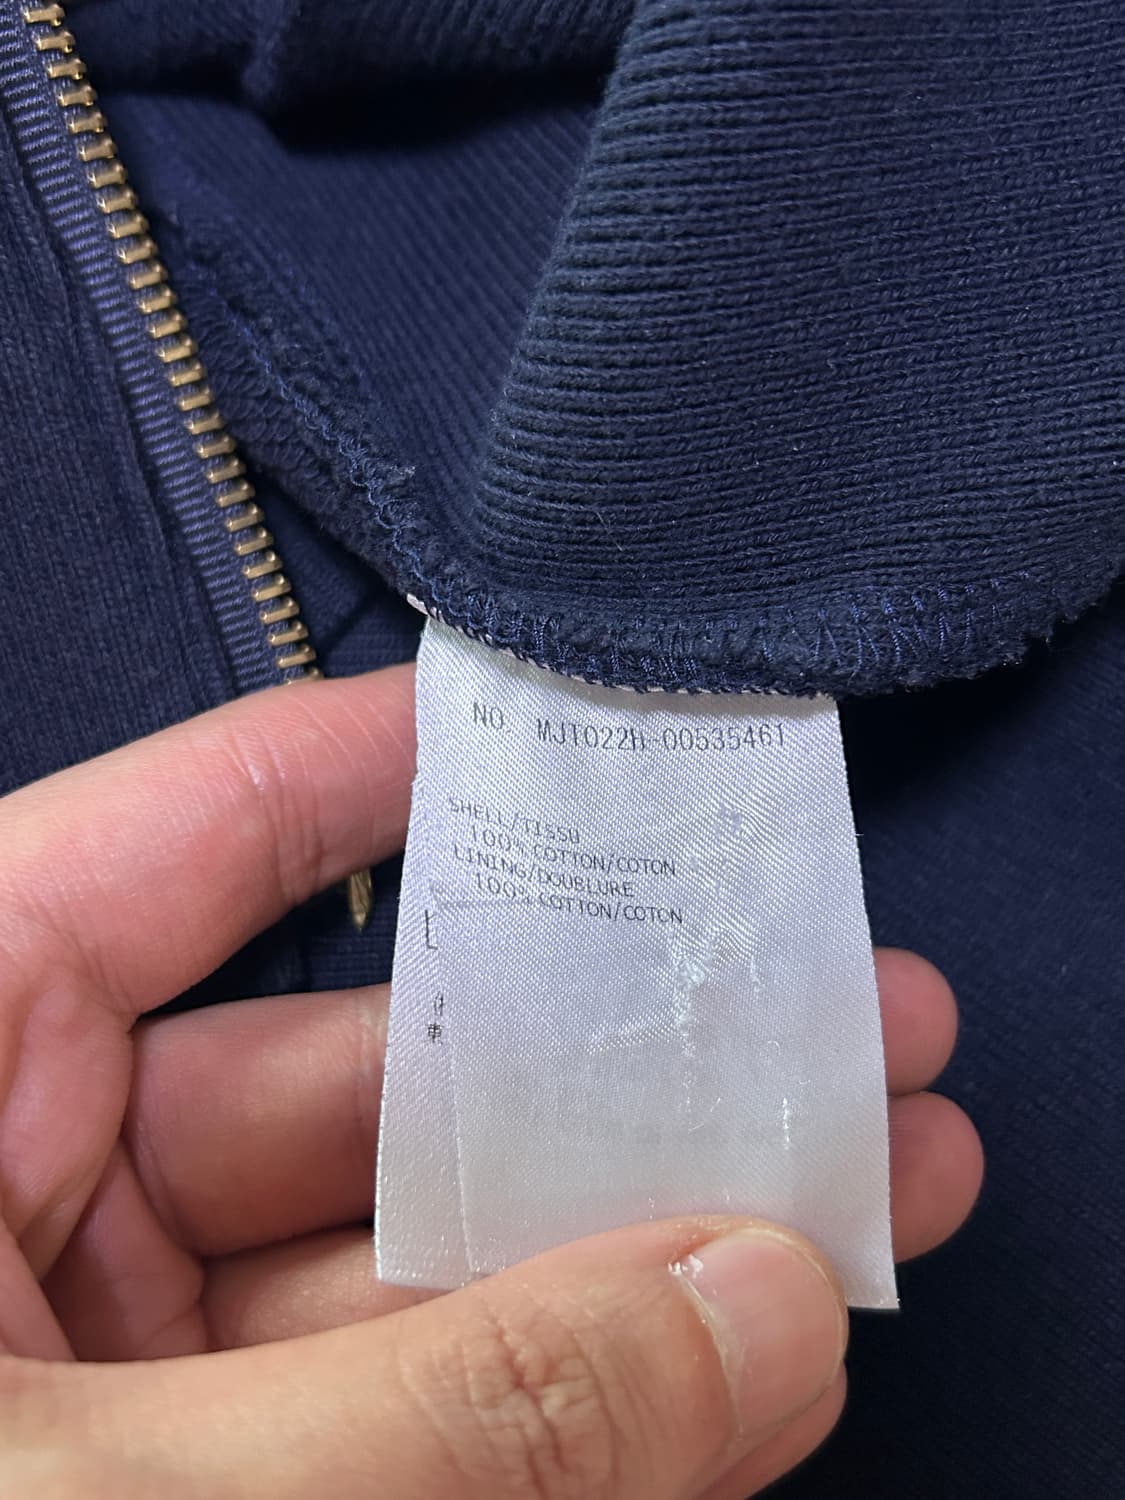 NO. MJT022H-00535461
SHELL/TISSU
100% COTTON/COTON
LINING/DOUBLURE
100% COTTON/COTON
L